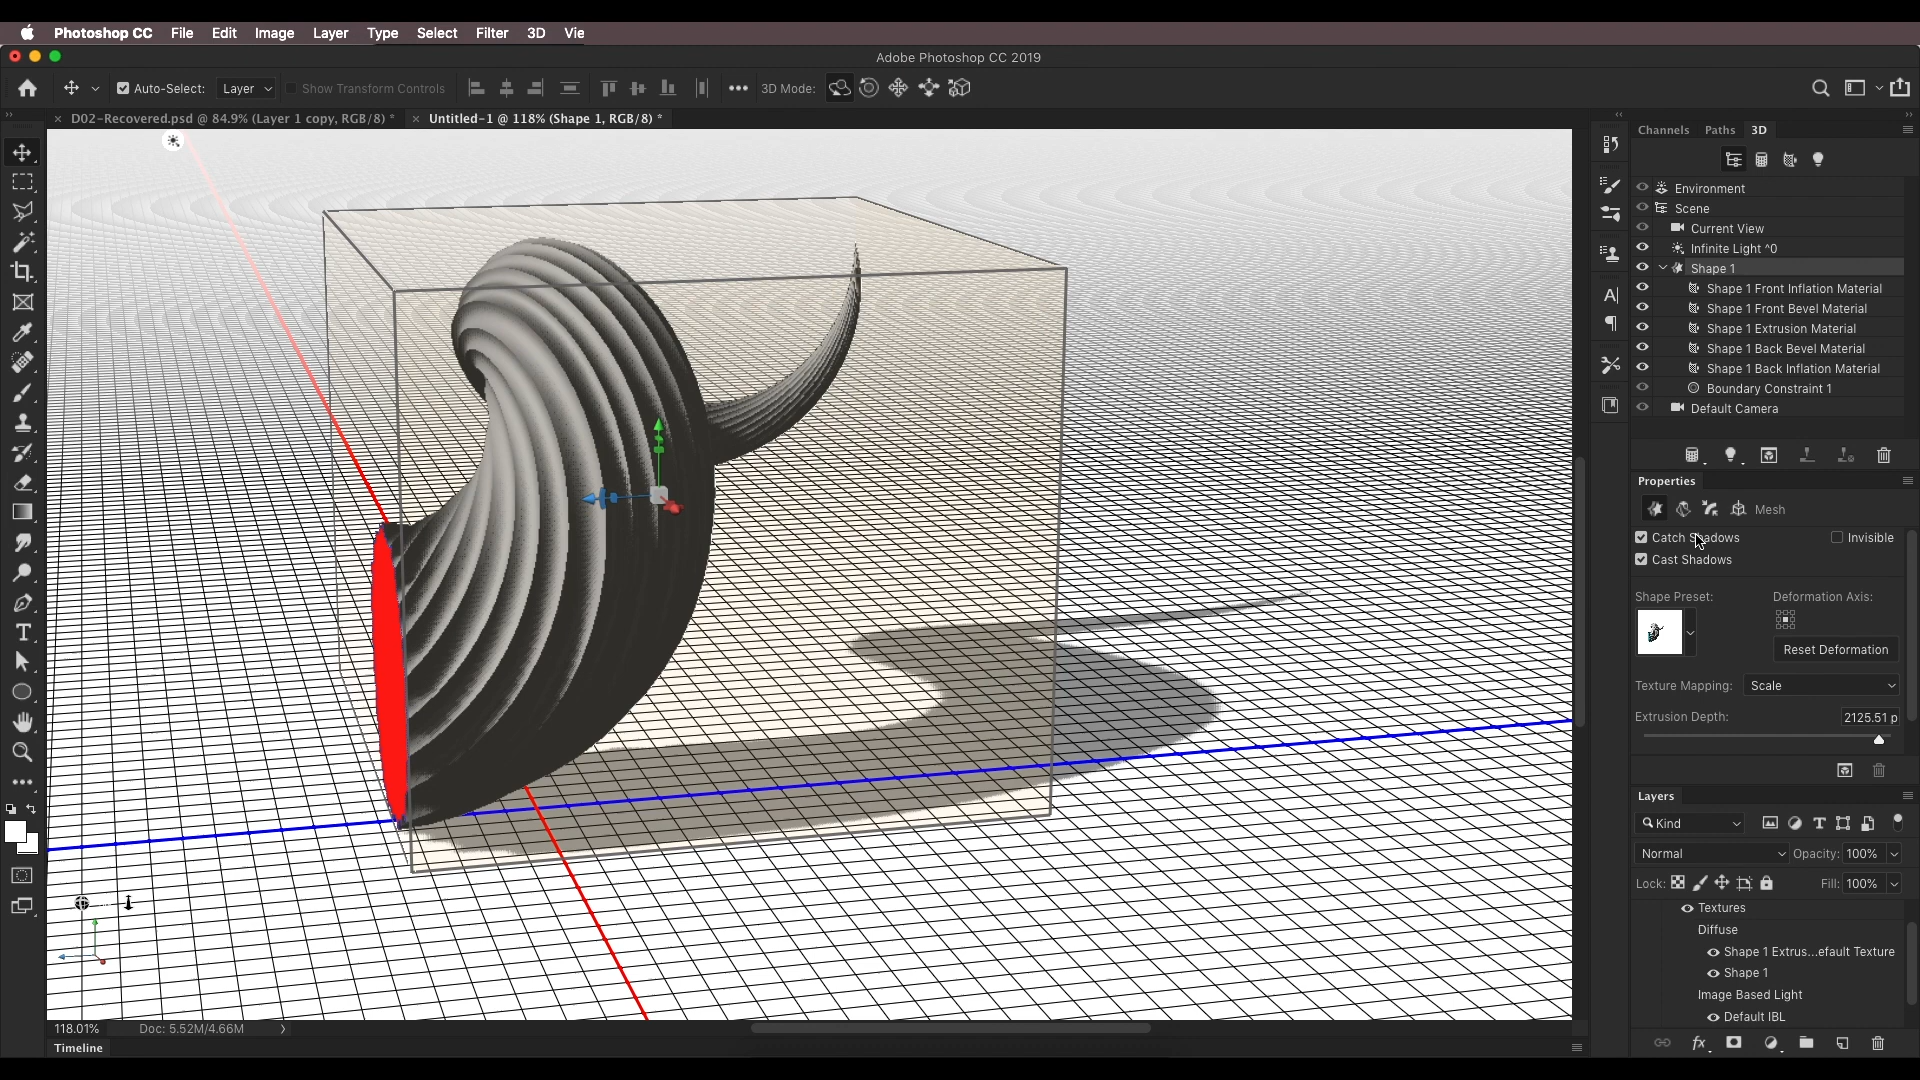 Photoshop CC File Edit Image Layer Type Select Filter 3D Vie
Adobe Photoshop CC 2019
Auto-Select: Layer Show Transform Controls 3D Mode:
D02-Recovered.psd @ 84.9% (Layer 1 copy, RGB/8) *
Untitled-1 @ 118% (Shape 1, RGB/8) *
Channels Paths 3D
Environment
Scene
Current View
Infinite Light ^0
Shape 1
Shape 1 Front Inflation Material
Shape 1 Front Bevel Material
Shape 1 Extrusion Material
Shape 1 Back Bevel Material
Shape 1 Back Inflation Material
Boundary Constraint 1
Default Camera
Properties
Mesh
Catch Shadows Invisible
Cast Shadows
Shape Preset: Deformation Axis:
Reset Deformation
Texture Mapping: Scale
Extrusion Depth: 2125.51 p
Layers
Kind
Normal Opacity: 100%
Lock: Fill: 100%
Textures
Diffuse
Shape 1 Extrus...efault Texture
Shape 1
Image Based Light
Default IBL
118.01% Doc: 5.52M/4.66M
Timeline